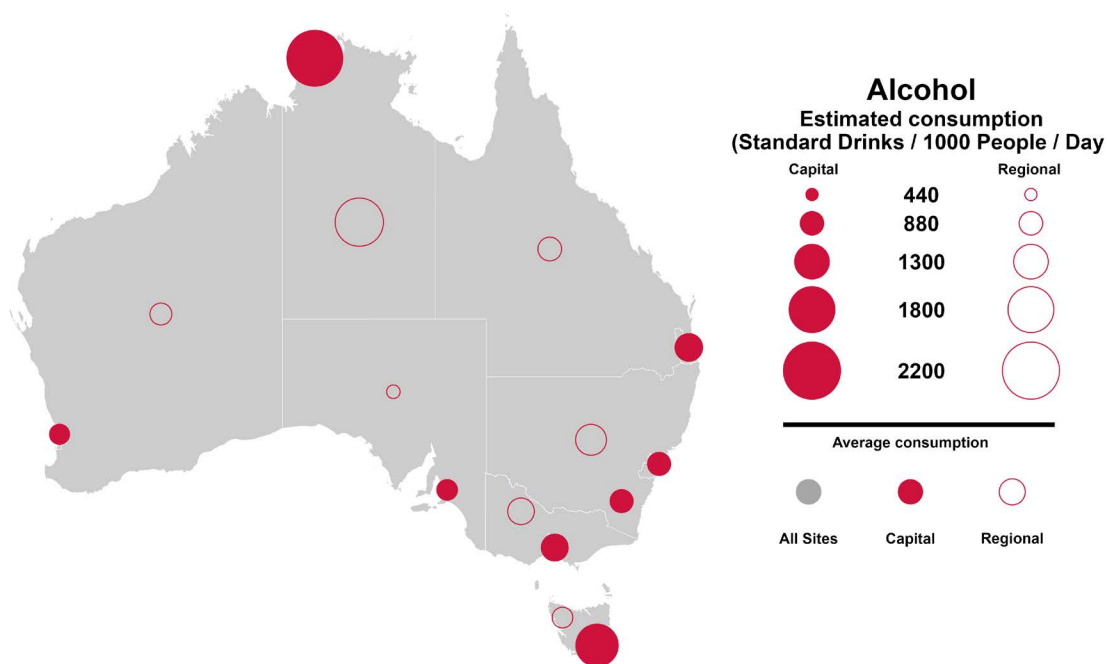 Alcohol
Estimated consumption
(Standard Drinks / 1000 People / Day
Capital Regional
440
880
1300
1800
2200
Average consumption
All Sites Capital Regional